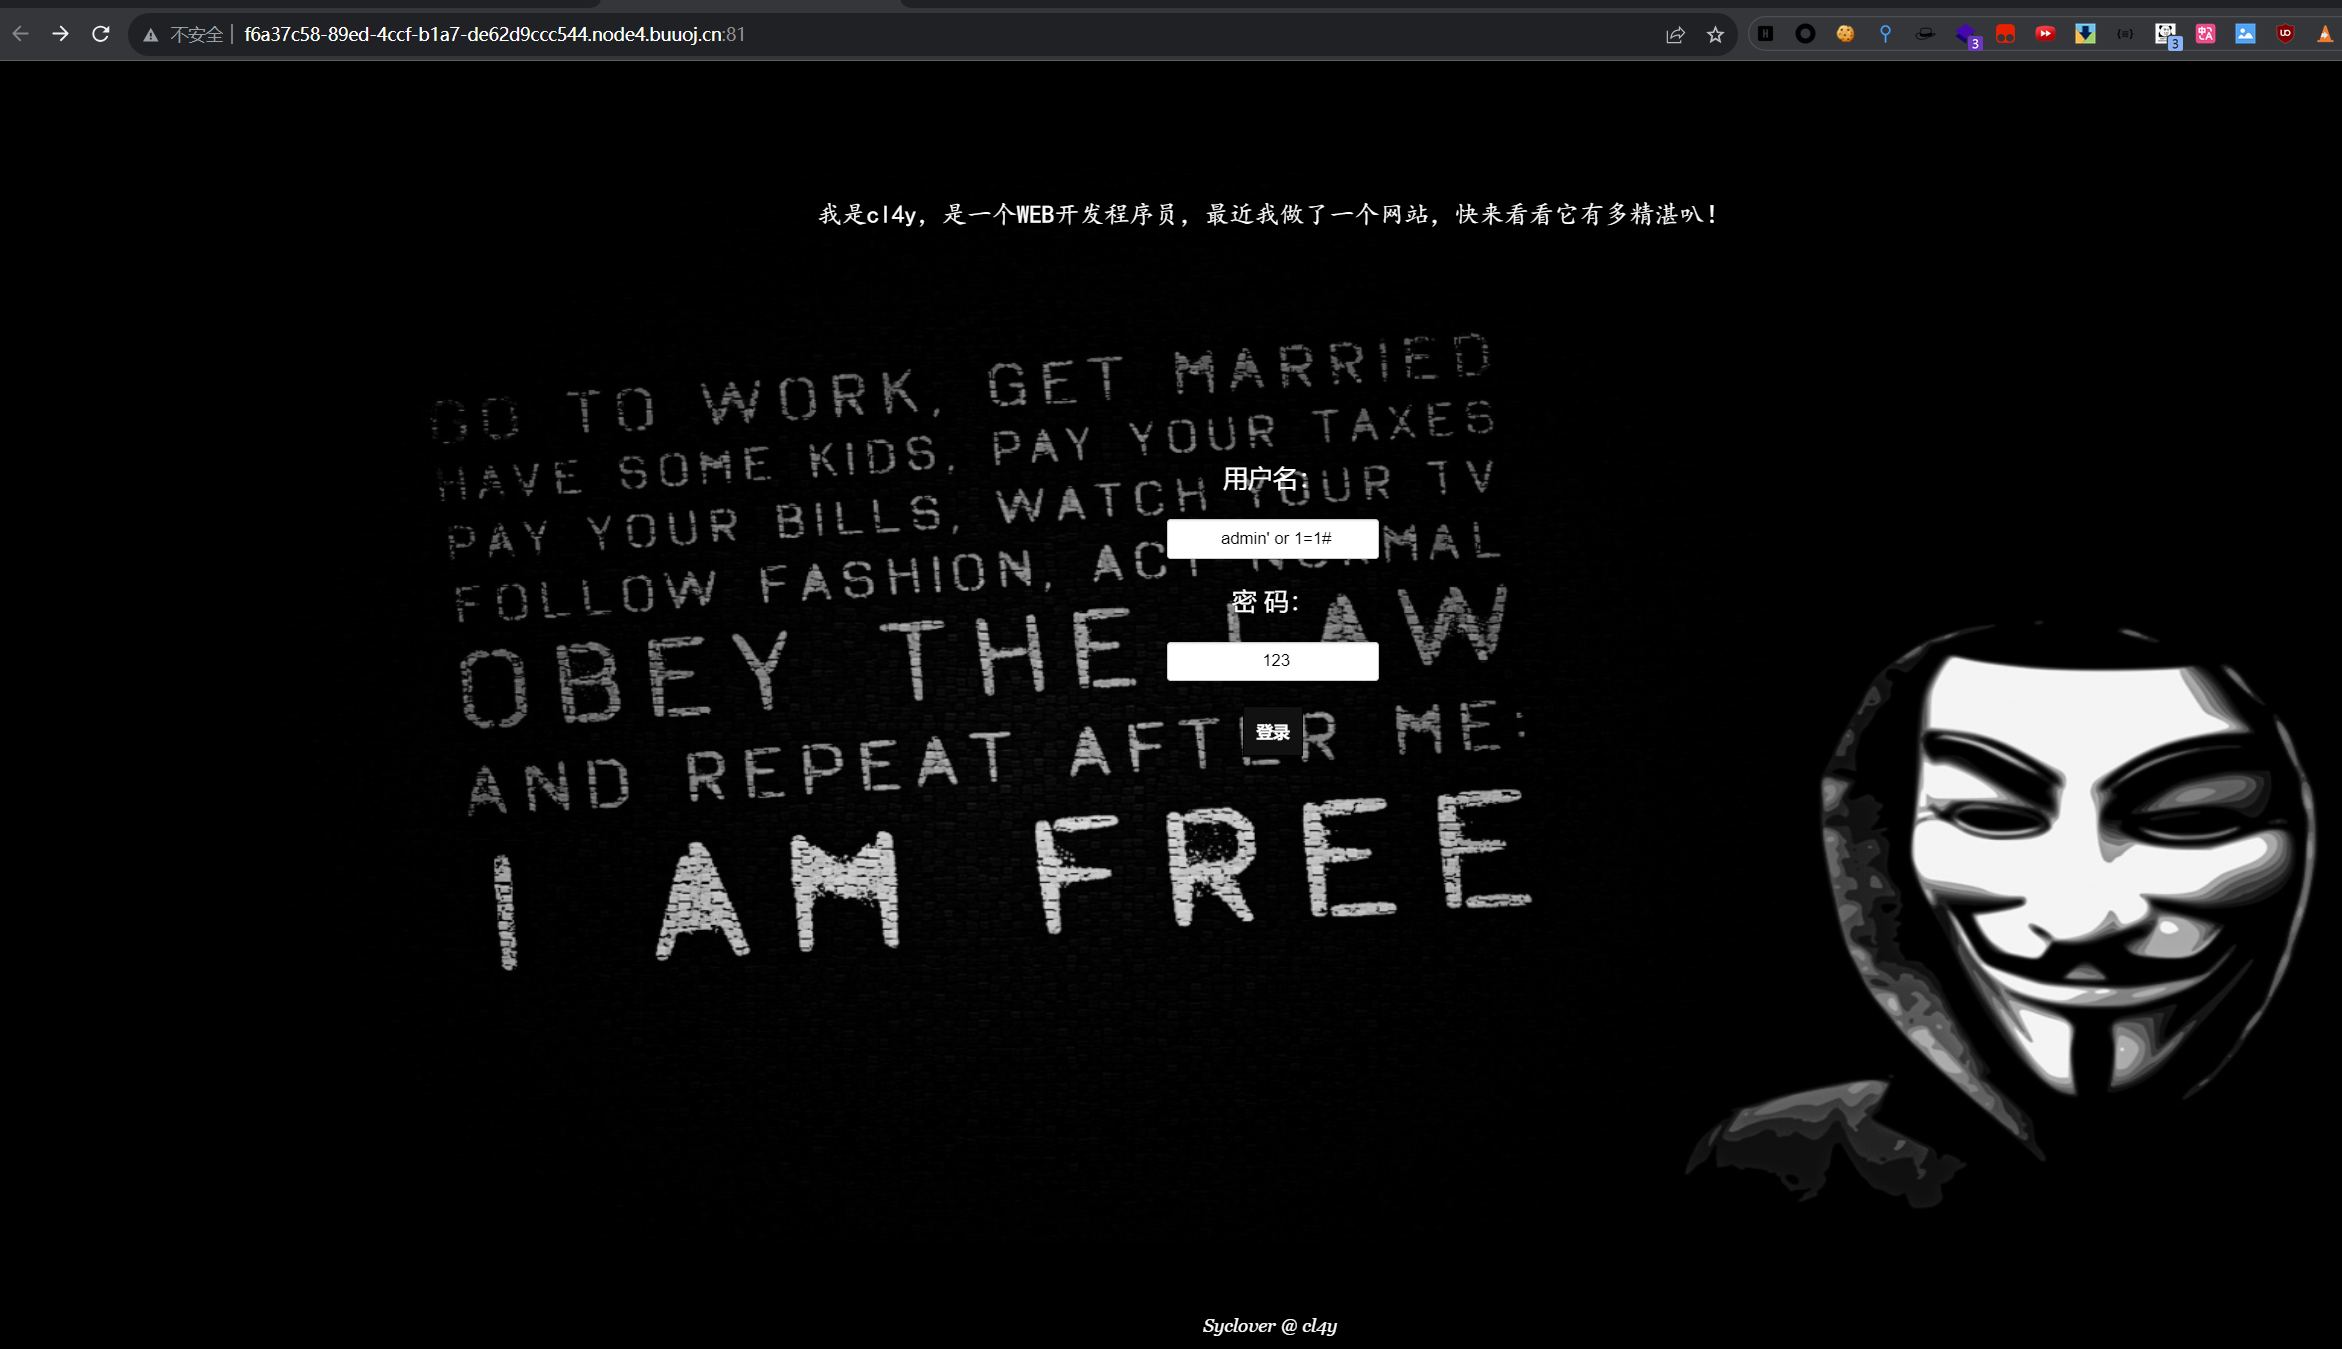 不安全 f6a37c58-89ed-4ccf-b1a7-de62d9ccc544.node4.buuoj.cn:81
3
3
我是cl4y，是一个WEB开发程序员，最近我做了一个网站，快来看看它有多精湛叭！
GO TO WORK, GET MARRIED
HAVE SOME KIDS, PAY YOUR TAXES
PAY YOUR BILLS, WATCH YOUR TV
FOLLOW FASHION, ACT NORMAL
OBEY THE LAW
AND REPEAT AFTER ME:
I AM FREE
用户名：
admin' or 1=1#
密 码：
123
登录
Syclover @ cl4y